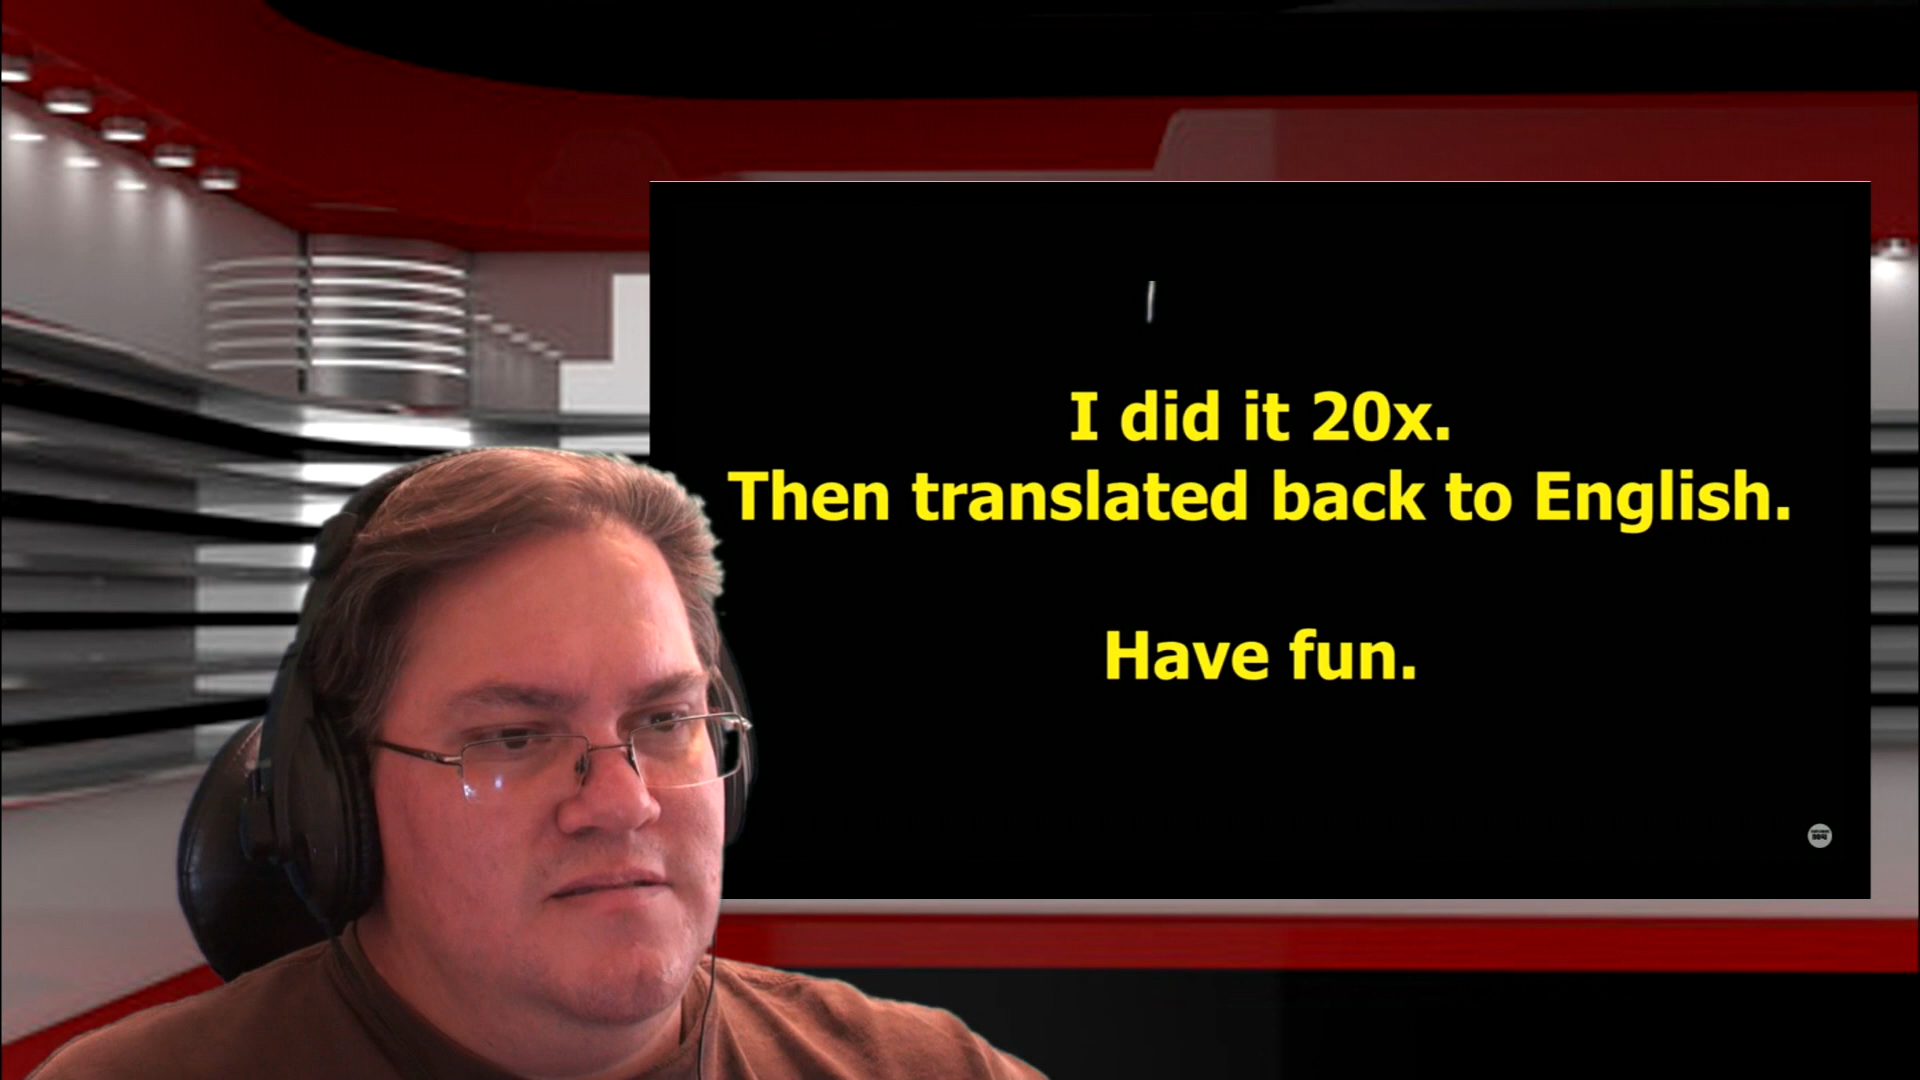 I did it 20x.
Then translated back to English.
Have fun.